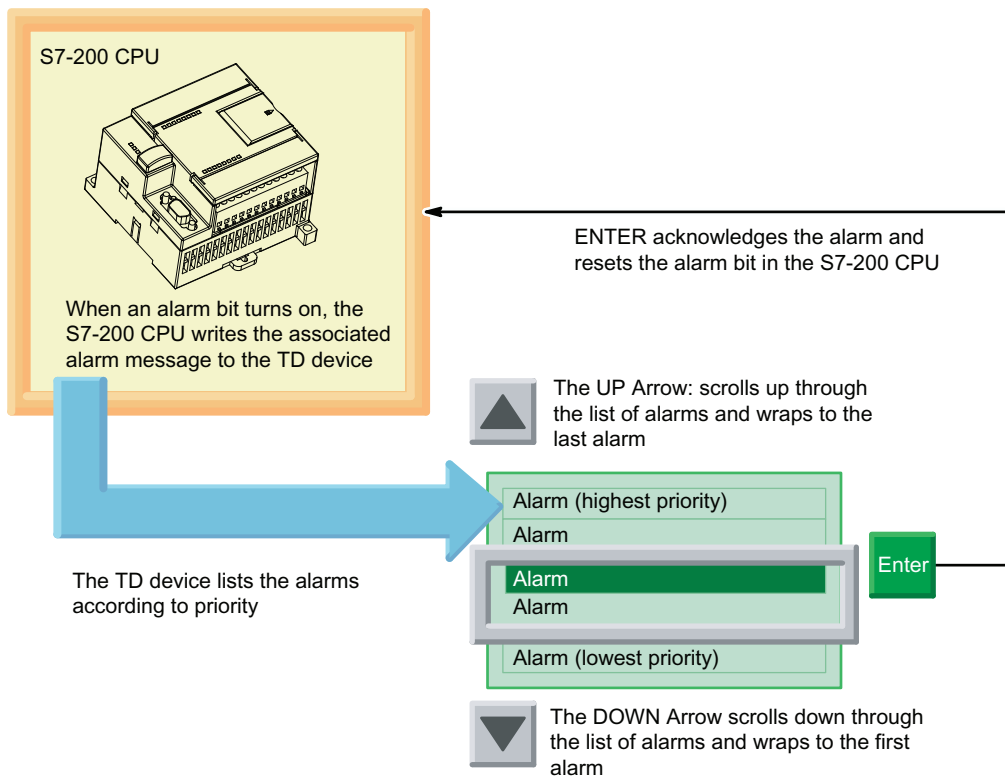 S7-200 CPU
When an alarm bit turns on, the
S7-200 CPU writes the associated
alarm message to the TD device
ENTER acknowledges the alarm and
resets the alarm bit in the S7-200 CPU
The UP Arrow: scrolls up through
the list of alarms and wraps to the
last alarm
Alarm (highest priority)
Alarm
Alarm
Alarm
Alarm (lowest priority)
Enter
The TD device lists the alarms
according to priority
The DOWN Arrow scrolls down through
the list of alarms and wraps to the first
alarm